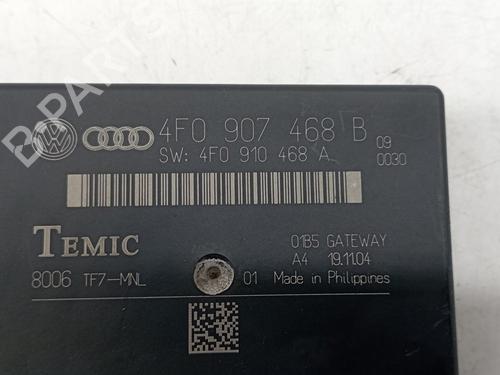 4F0 907 468 B
SW: 4F0 910 468 A
09
0030
TEMIC
01B5 GATEWAY
A4 19.11.04
8006 TF7-MNL
01 Made in Philippines
B-PARTS